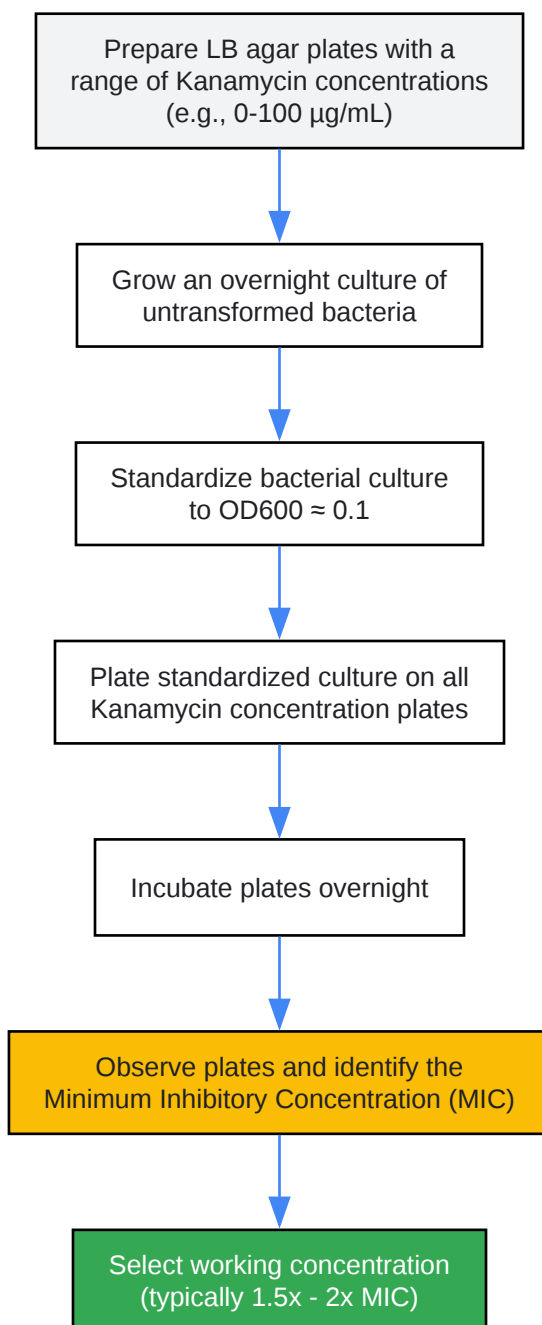 Prepare LB agar plates with a
range of Kanamycin concentrations
(e.g., 0-100 µg/mL)
Grow an overnight culture of
untransformed bacteria
Standardize bacterial culture
to OD600 ≈ 0.1
Plate standardized culture on all
Kanamycin concentration plates
Incubate plates overnight
Observe plates and identify the
Minimum Inhibitory Concentration (MIC)
Select working concentration
(typically 1.5x - 2x MIC)